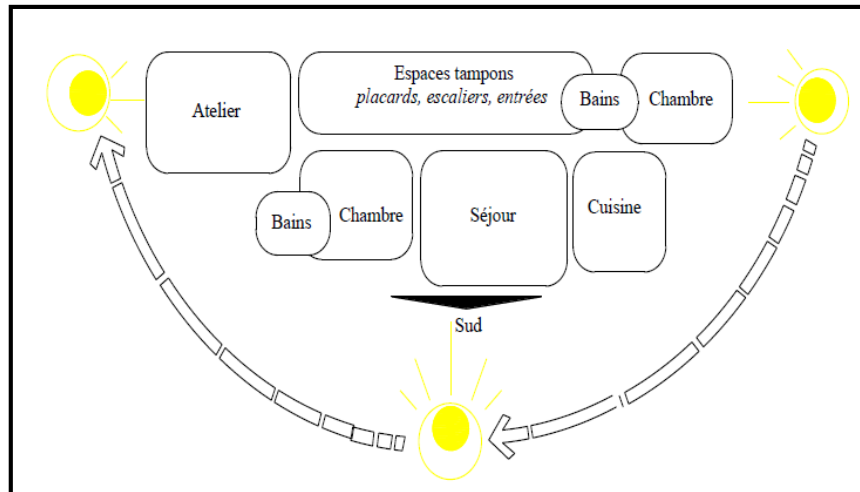 Espaces tampons
placards, escaliers, entrées
Atelier
Bains
Chambre
Bains
Chambre
Séjour
Cuisine
Sud